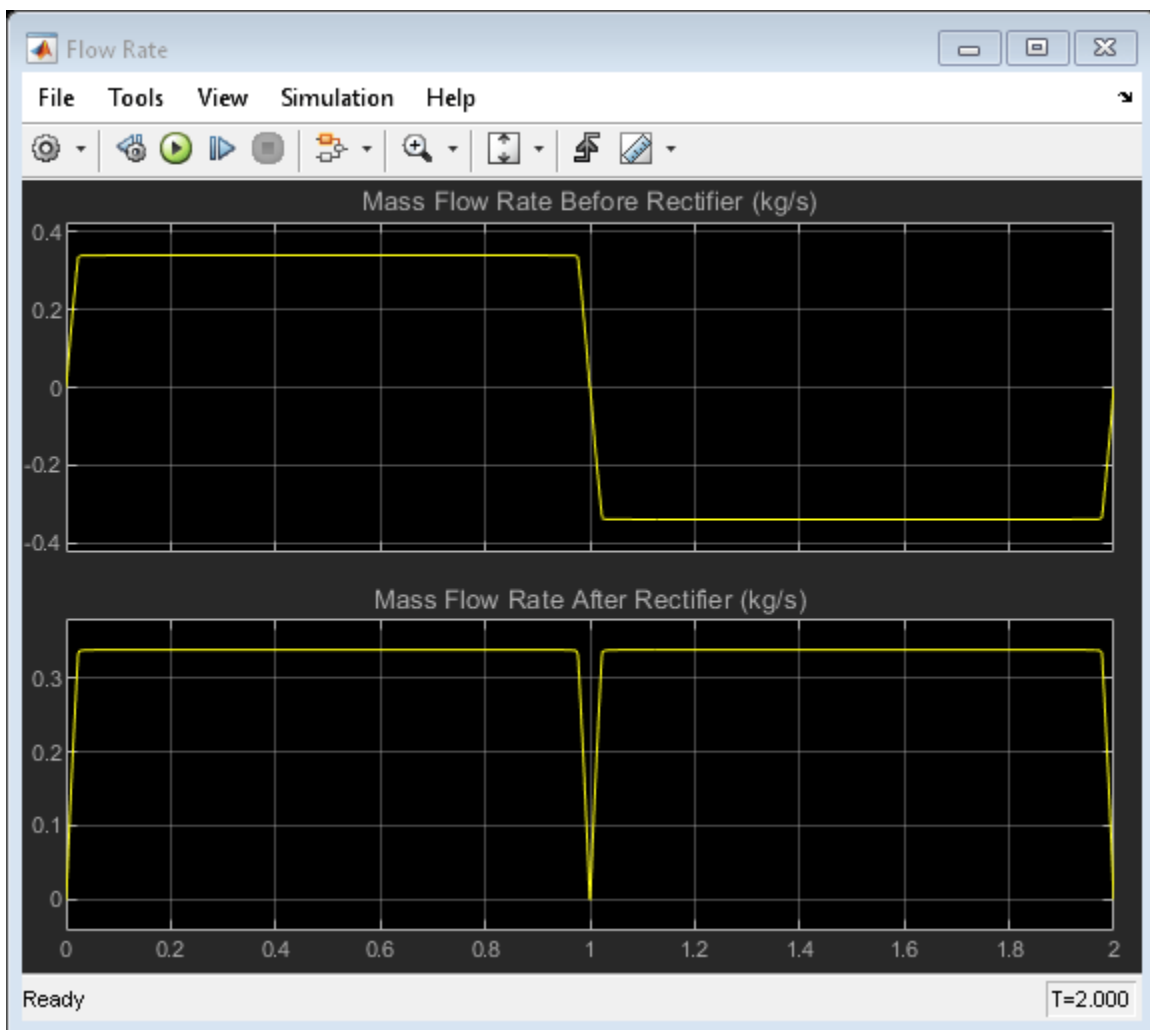 Flow Rate
File Tools View Simulation Help
Mass Flow Rate Before Rectifier (kg/s)
0.4
0.2
0
-0.2
-0.4
Mass Flow Rate After Rectifier (kg/s)
0.3
0.2
0.1
0
0 0.2 0.4 0.6 0.8 1 1.2 1.4 1.6 1.8 2
Ready T=2.000